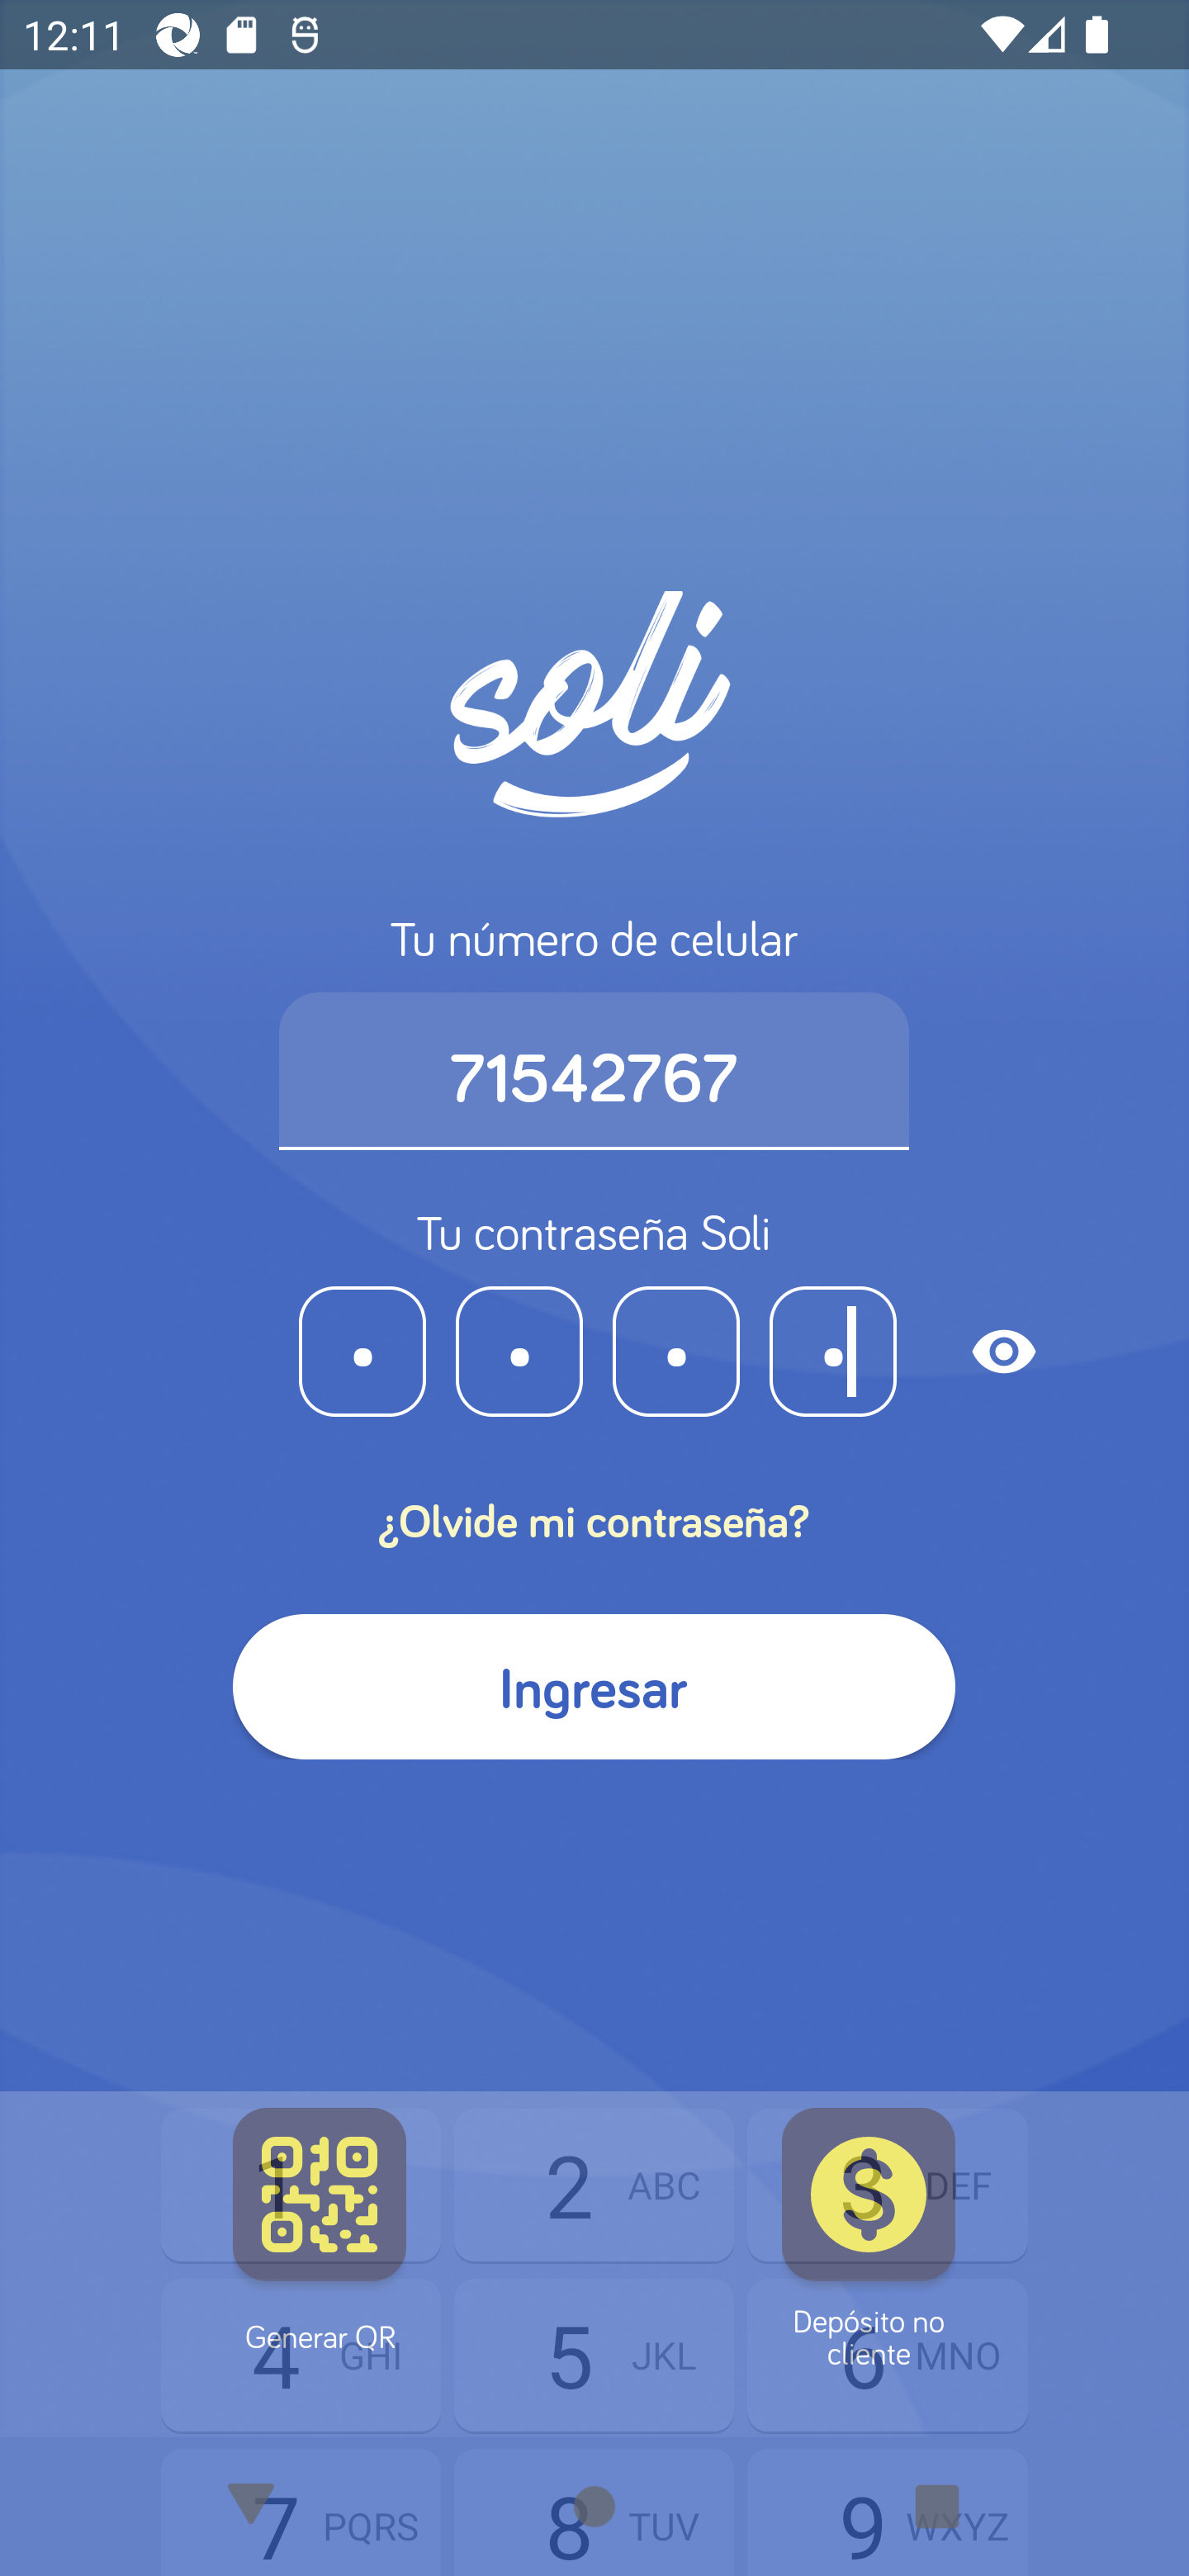 12:11
soli
Tu número de celular
71542767
Tu contraseña Soli
¿Olvide mi contraseña?
Ingresar
1
2 ABC
3 DEF
Generar QR
Depósito no
cliente
4 GHI
5 JKL
6 MNO
7 PQRS
8 TUV
9 WXYZ